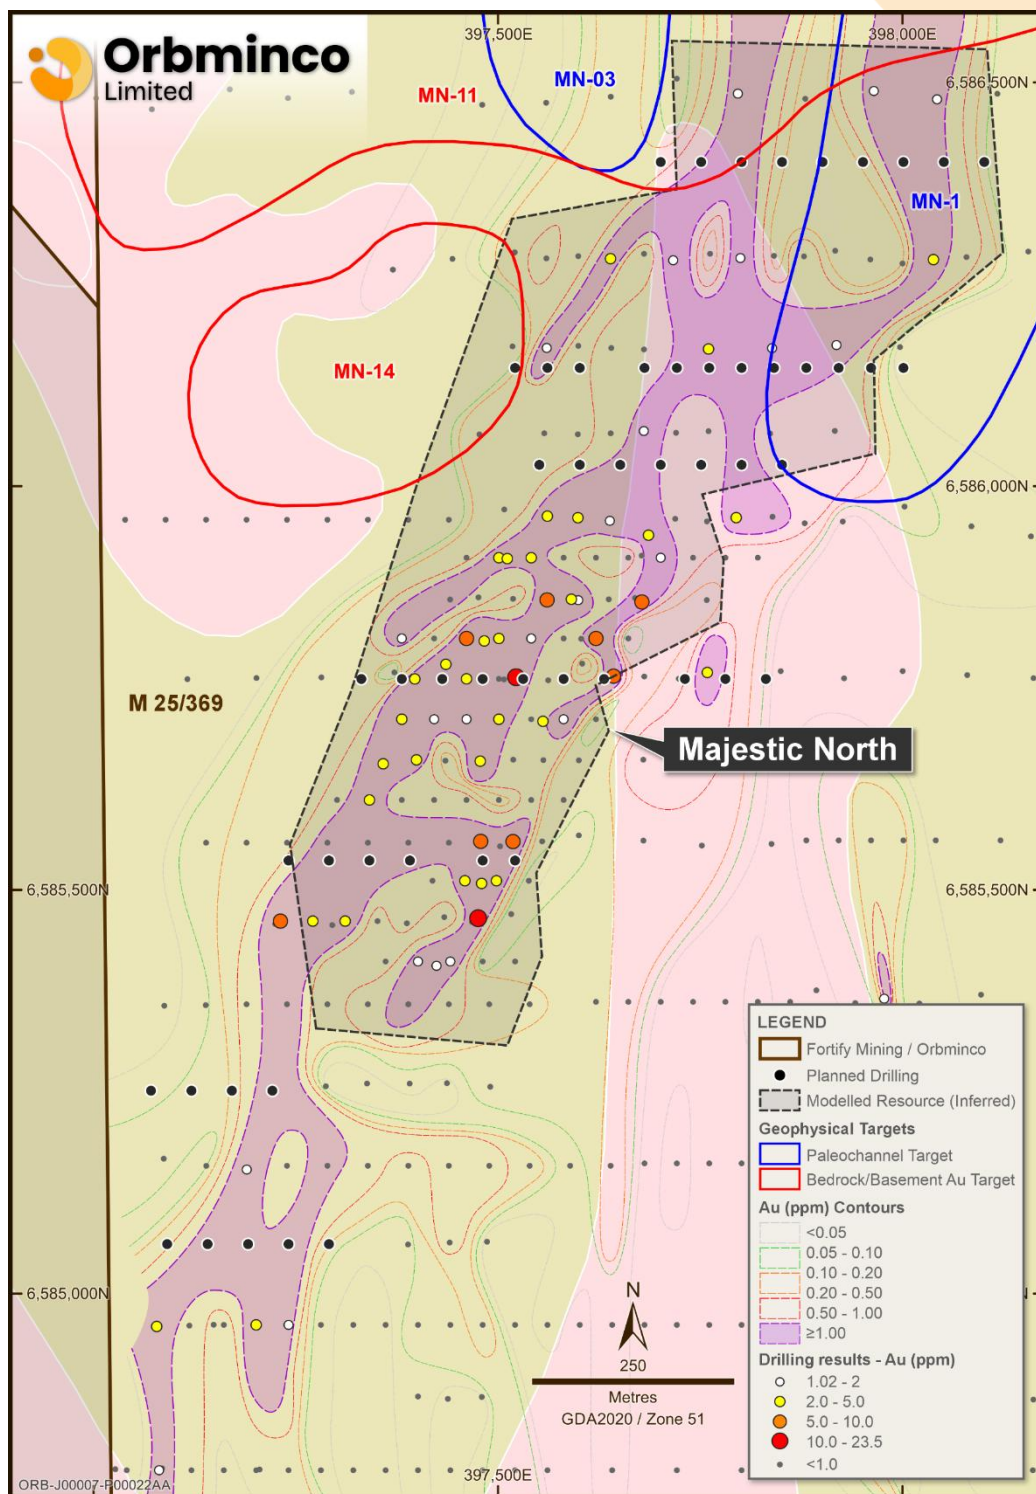 Orbminco
Limited
397,500E
398,000E
MN-11
MN-03
6,586,500N
MN-1
MN-14
6,586,000N
M 25/369
Majestic North
6,585,500N
6,585,500N
6,585,000N
N
250
Metres
GDA2020 / Zone 51
397,500E
ORB-J00007-P00022AA
LEGEND
Fortify Mining / Orbminco
Planned Drilling
Modelled Resource (Inferred)
Geophysical Targets
Paleochannel Target
Bedrock/Basement Au Target
Au (ppm) Contours
<0.05
0.05 - 0.10
0.10 - 0.20
0.20 - 0.50
0.50 - 1.00
≥1.00
Drilling results - Au (ppm)
1.02 - 2
2.0 - 5.0
5.0 - 10.0
10.0 - 23.5
<1.0